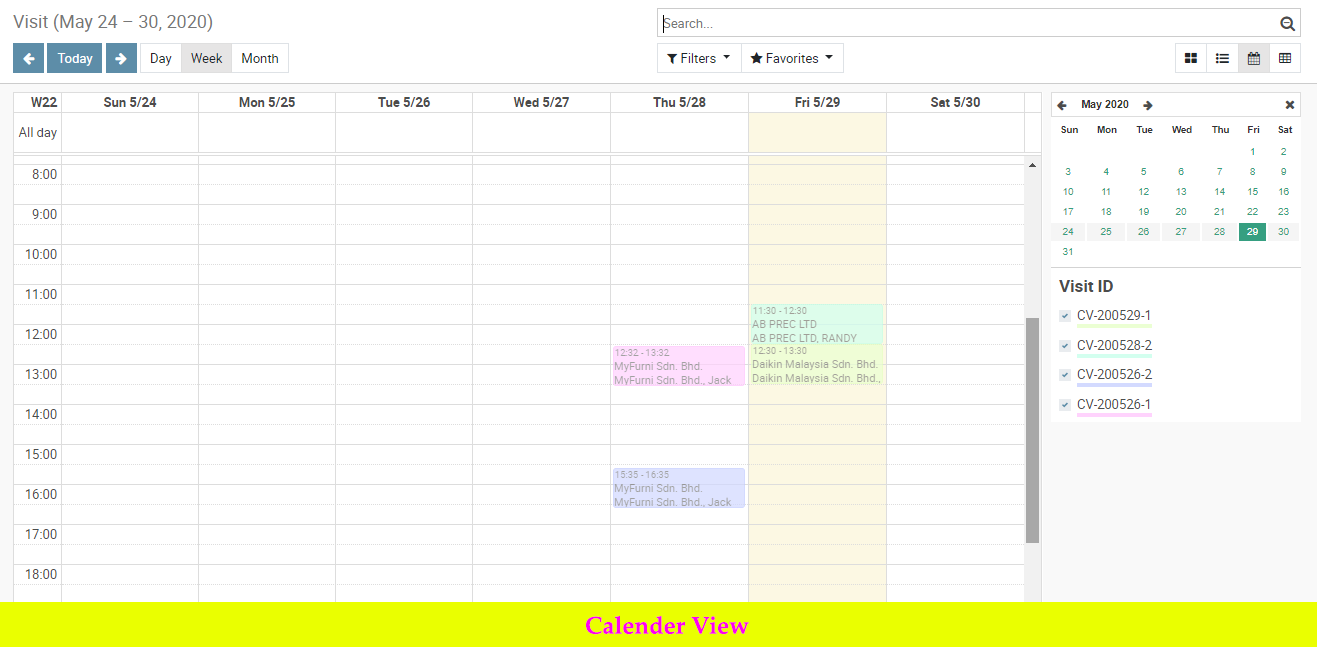 Visit (May 24 – 30, 2020)
Search...
Today
Day Week Month
Filters Favorites
W22 Sun 5/24 Mon 5/25 Tue 5/26 Wed 5/27 Thu 5/28 Fri 5/29 Sat 5/30
All day
8:00
9:00
10:00
11:00
12:00
13:00
14:00
15:00
16:00
17:00
18:00
12:32 - 13:32
MyFurni Sdn. Bhd.
MyFurni Sdn. Bhd., Jack
15:35 - 16:35
MyFurni Sdn. Bhd.
MyFurni Sdn. Bhd., Jack
11:30 - 12:30
AB PREC LTD
AB PREC LTD, RANDY
12:30 - 13:30
Daikin Malaysia Sdn. Bhd.
Daikin Malaysia Sdn. Bhd.,
May 2020
Sun Mon Tue Wed Thu Fri Sat
1 2
3 4 5 6 7 8 9
10 11 12 13 14 15 16
17 18 19 20 21 22 23
24 25 26 27 28 29 30
31
Visit ID
CV-200529-1
CV-200528-2
CV-200526-2
CV-200526-1
Calender View